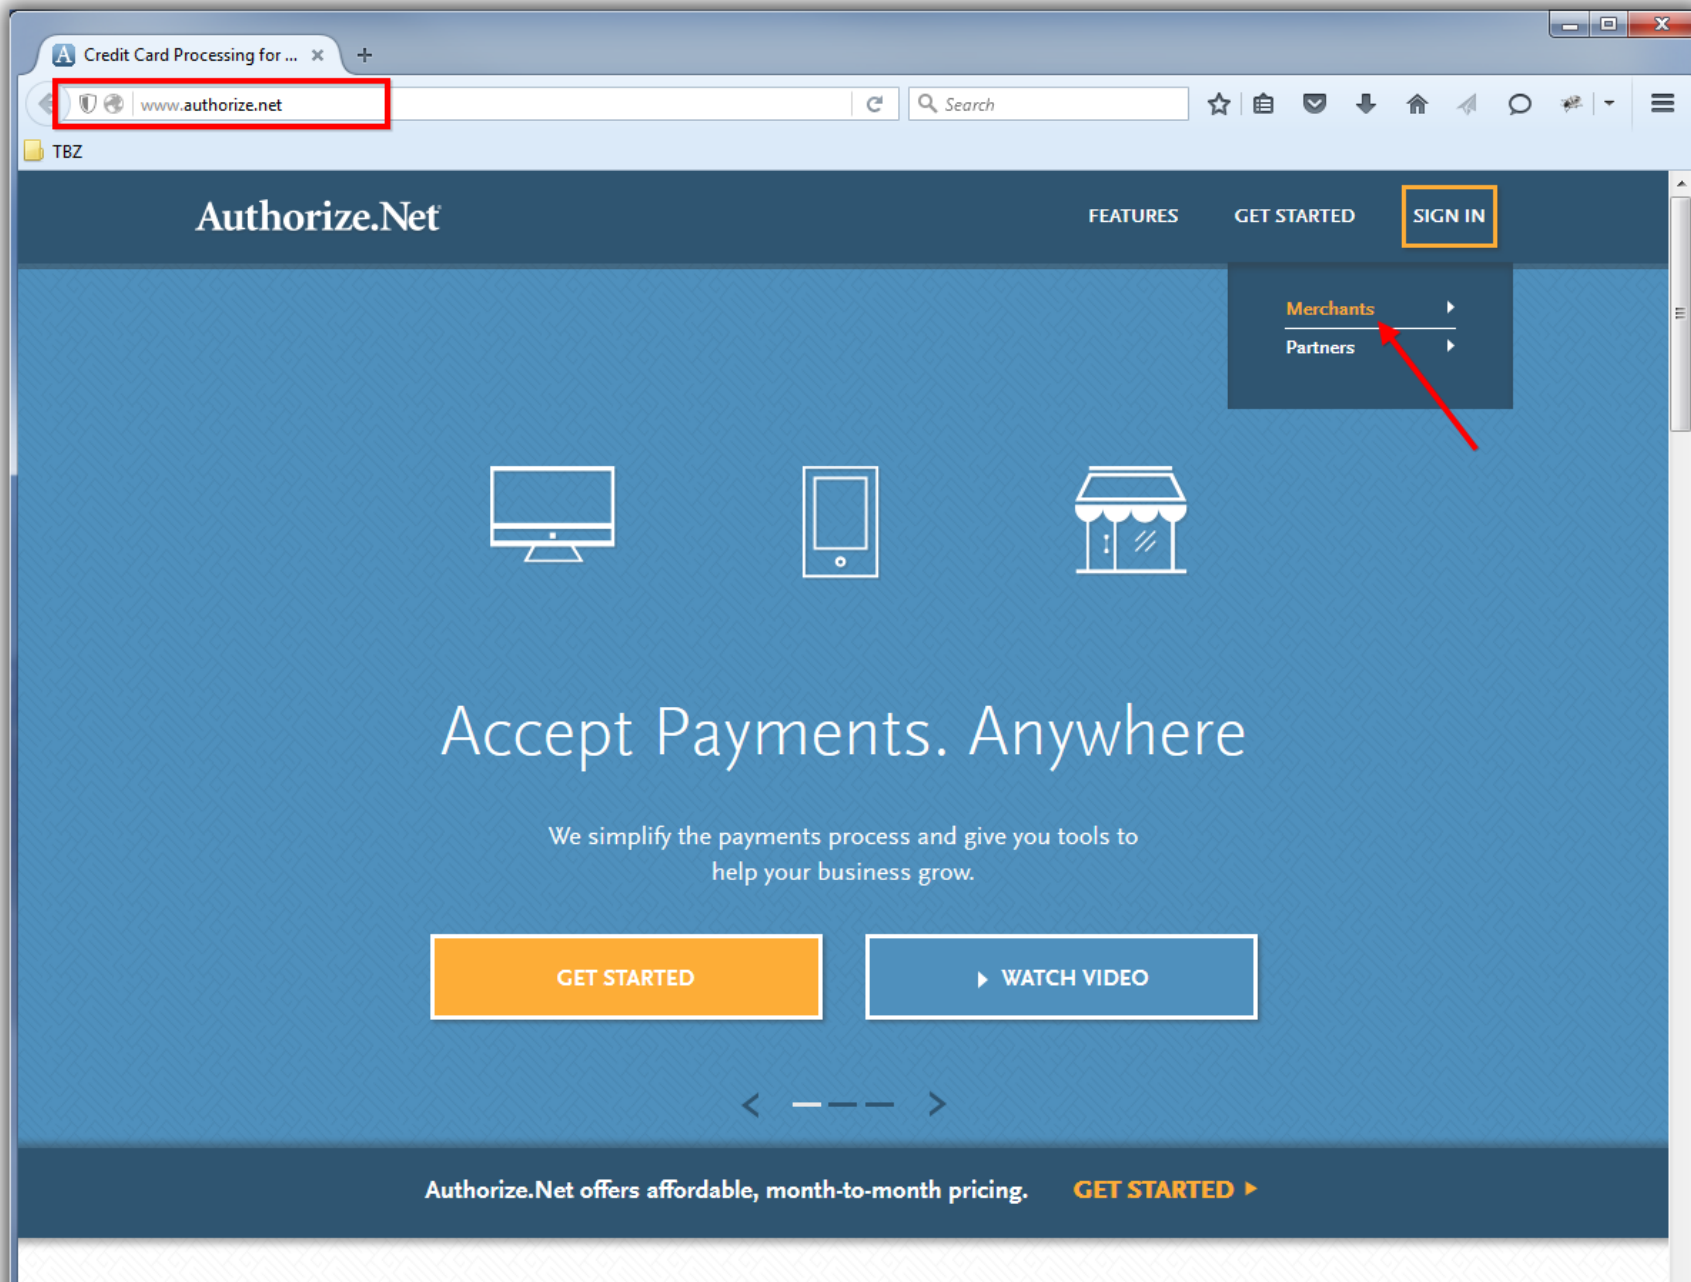 Credit Card Processing for ...
www.authorize.net
Search
TBZ
Authorize.Net
FEATURES
GET STARTED
SIGN IN
Merchants
Partners
Accept Payments. Anywhere
We simplify the payments process and give you tools to
help your business grow.
GET STARTED
WATCH VIDEO
Authorize.Net offers affordable, month-to-month pricing.
GET STARTED